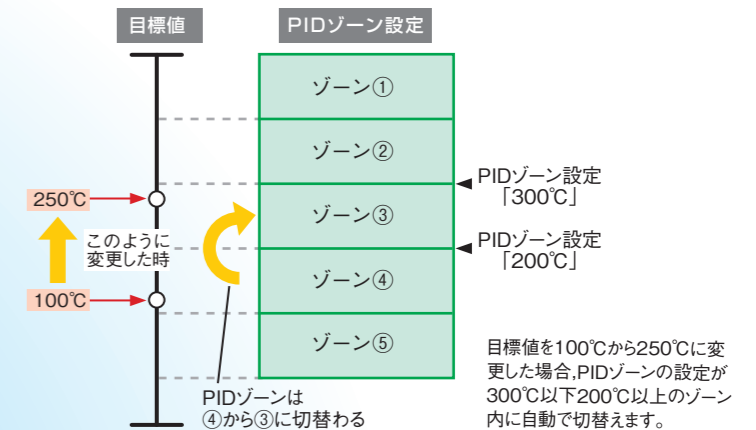 目標値
PIDゾーン設定
ゾーン①
ゾーン②
ゾーン③
ゾーン④
ゾーン⑤
PIDゾーン設定
「300℃」
PIDゾーン設定
「200℃」
250℃
このように
変更した時
100℃
PIDゾーンは
④から③に切替わる
目標値を100℃から250℃に変
更した場合,PIDゾーンの設定が
300℃以下200℃以上のゾーン
内に自動で切替えます。